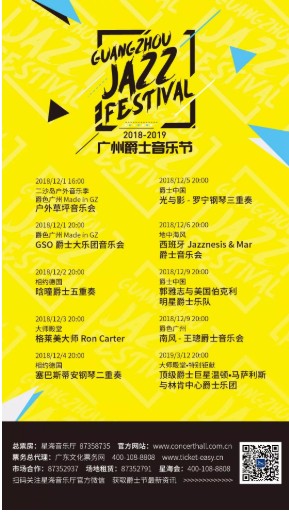 GUANGZHOU
JAZZ
FESTIVAL
2018-2019
广州爵士音乐节
2018/12/1 16:00
二沙岛户外音乐季
爵色广州 Made in GZ
户外草坪音乐会
2018/12/1 20:00
爵色广州 Made in GZ
GSO 爵士大乐团音乐会
2018/12/2 20:00
相约德国
晗瞳爵士五重奏
2018/12/3 20:00
大师殿堂
格莱美大师 Ron Carter
2018/12/4 20:00
相约德国
塞巴斯蒂安钢琴二重奏
2018/12/5 20:00
爵士中国
光与影 - 罗宁钢琴三重奏
2018/12/6 20:00
地中海风
西班牙 Jazznesis & Mar
爵士音乐会
2018/12/9 20:00
爵士中国
郭雅志与美国伯克利
明星爵士乐队
2018/12/9 20:00
爵色广州
南风 - 王璁爵士音乐会
2019/3/12 20:00
大师殿堂•特别钜献
顶级爵士巨星温顿•马萨利斯
与林肯中心爵士乐团
总票房：星海音乐厅 87358735 官方网站：www.concerthall.com.cn
票务总代理：广东文化票务网 400-108-8808 www.ticket-easy.cn
市场合作：87352937 场地租赁：87352791 星海会：400-108-8808
扫码关注星海音乐厅官方微信 获取爵士节最新资讯 >>>>>>>>>>>>>